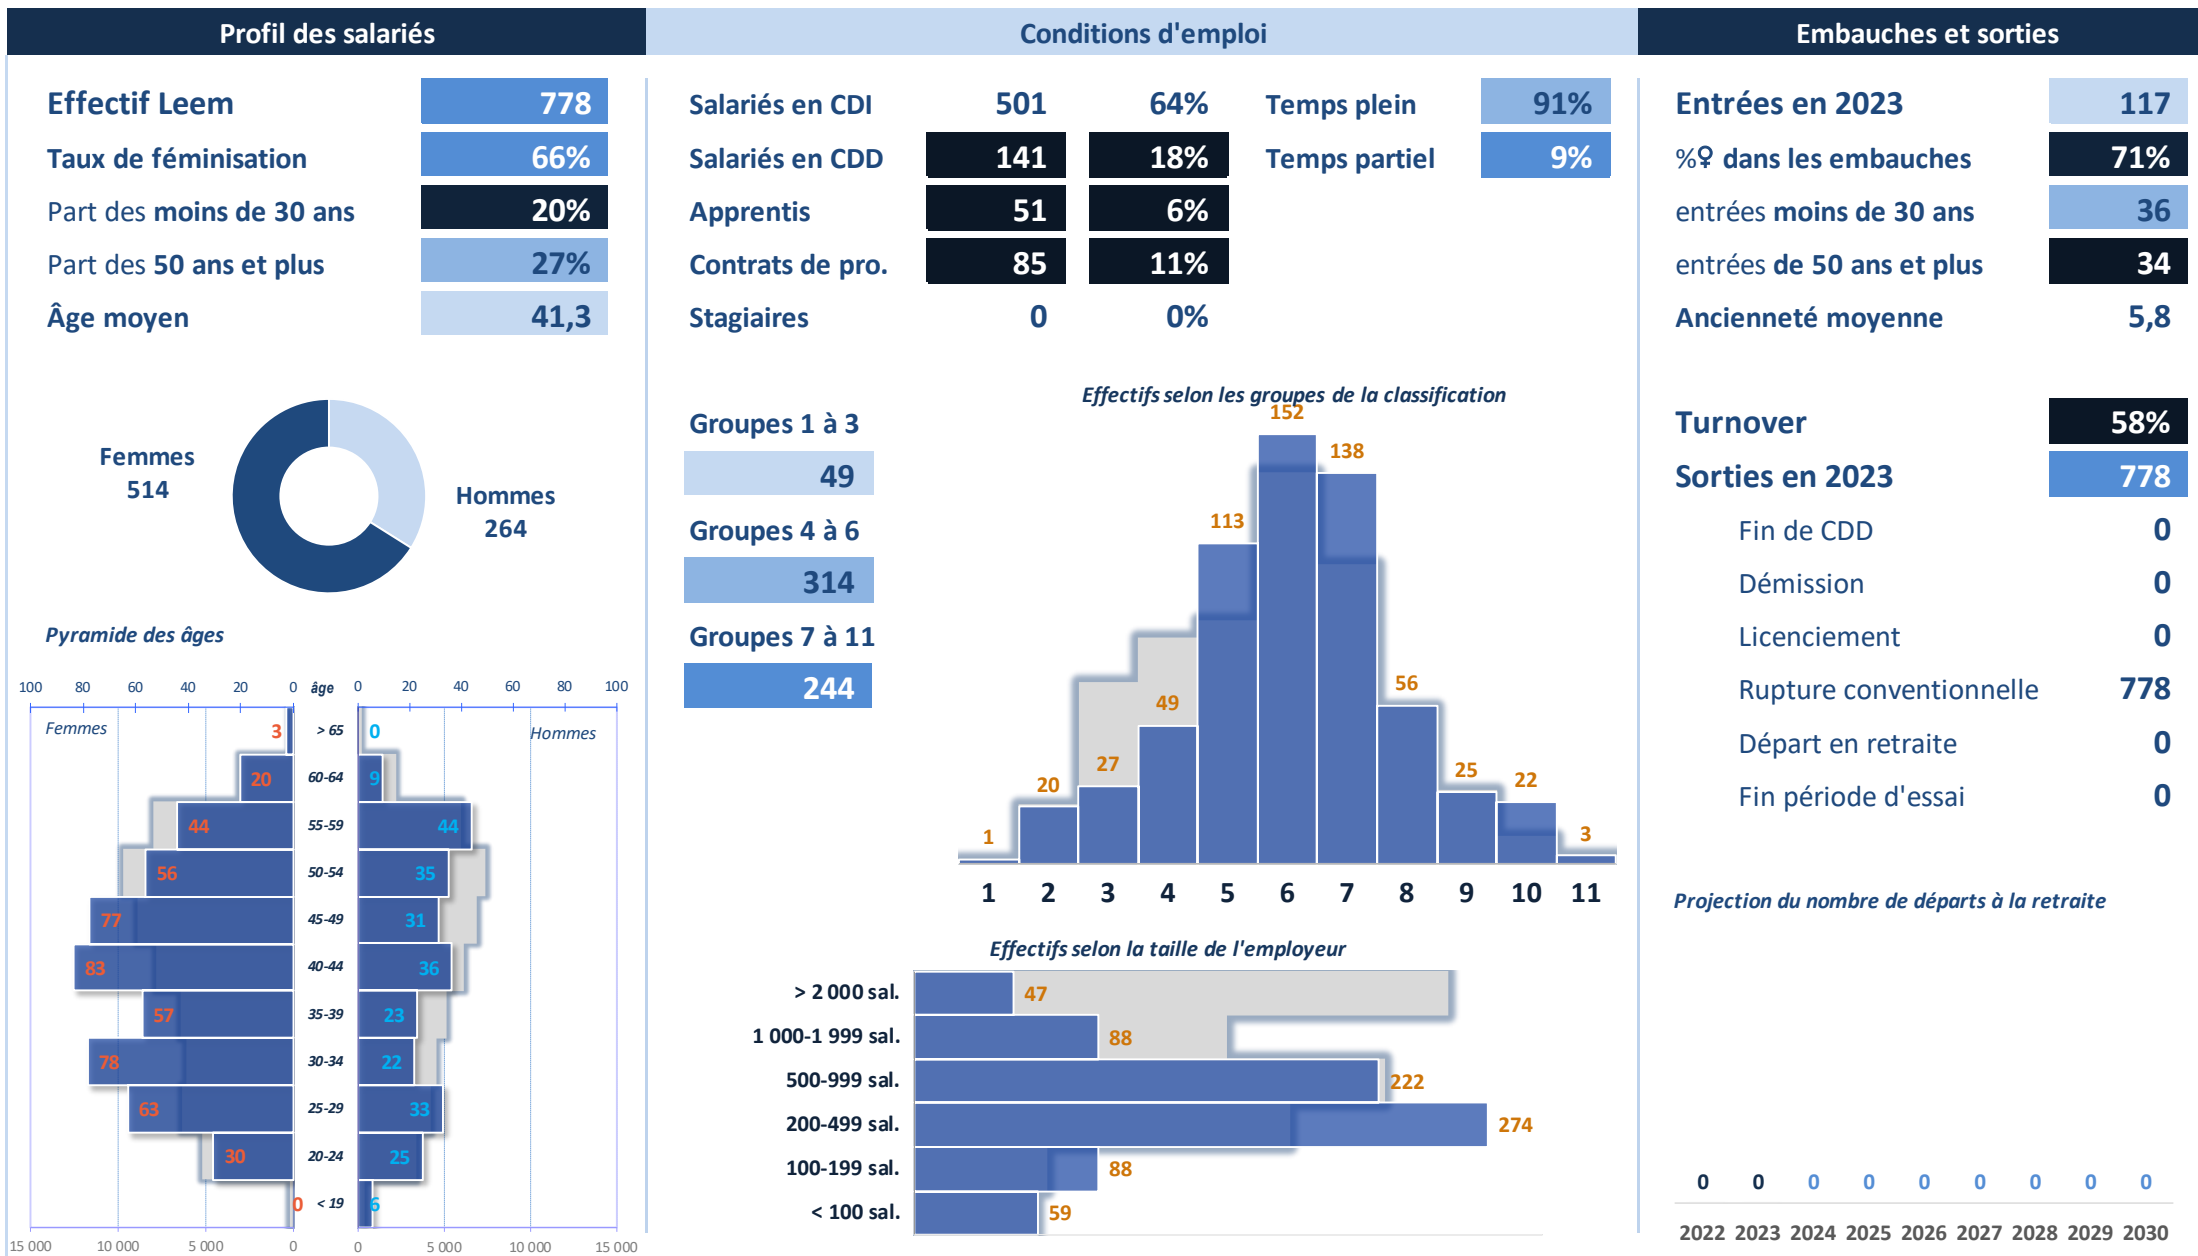 Profil des salariés
Effectif Leem 778
Taux de féminisation 66%
Part des moins de 30 ans 20%
Part des 50 ans et plus 27%
Âge moyen 41,3
Femmes
514
Hommes
264
Pyramide des âges
100 80 60 40 20 0 âge 0 20 40 60 80 100
Femmes Hommes
3 > 65 0
20 60-64 9
44 55-59 44
56 50-54 35
77 45-49 31
83 40-44 36
57 35-39 23
78 30-34 22
63 25-29 33
30 20-24 25
0 < 19 6
15 000 10 000 5 000 0 0 5 000 10 000 15 000
Conditions d'emploi
Salariés en CDI 501 64% Temps plein 91%
Salariés en CDD 141 18% Temps partiel 9%
Apprentis 51 6%
Contrats de pro. 85 11%
Stagiaires 0 0%
Groupes 1 à 3
49
Groupes 4 à 6
314
Groupes 7 à 11
244
Effectifs selon les groupes de la classification
1 20 27 49 113 152 138 56 25 22 3
1 2 3 4 5 6 7 8 9 10 11
Effectifs selon la taille de l'employeur
> 2 000 sal. 47
1 000-1 999 sal. 88
500-999 sal. 222
200-499 sal. 274
100-199 sal. 88
< 100 sal. 59
Embauches et sorties
Entrées en 2023 117
%♀ dans les embauches 71%
entrées moins de 30 ans 36
entrées de 50 ans et plus 34
Ancienneté moyenne 5,8
Turnover 58%
Sorties en 2023 778
Fin de CDD 0
Démission 0
Licenciement 0
Rupture conventionnelle 778
Départ en retraite 0
Fin période d'essai 0
Projection du nombre de départs à la retraite
0 0 0 0 0 0 0 0 0
2022 2023 2024 2025 2026 2027 2028 2029 2030